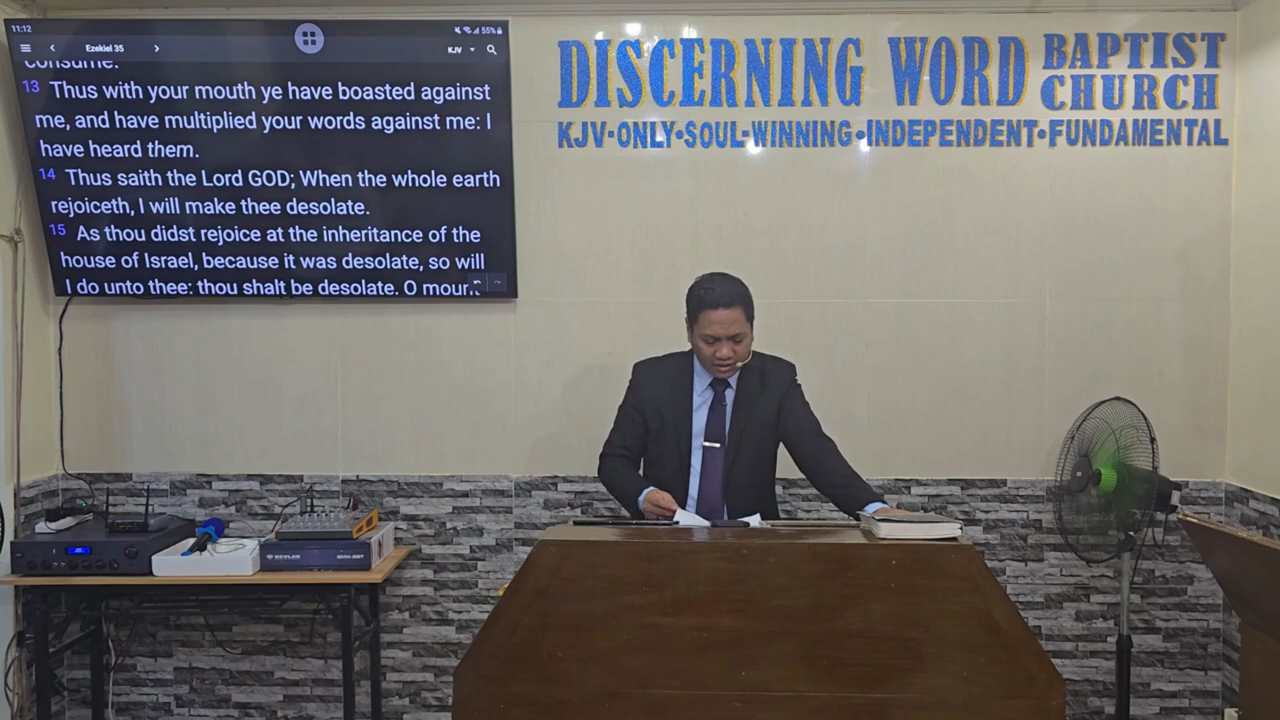 11:12
55%
Ezekiel 35
KJV
consume.
13 Thus with your mouth ye have boasted against
me, and have multiplied your words against me: I
have heard them.
14 Thus saith the Lord GOD; When the whole earth
rejoiceth, I will make thee desolate.
15 As thou didst rejoice at the inheritance of the
house of Israel, because it was desolate, so will
I do unto thee: thou shalt be desolate. O
DISCERNING WORD BAPTIST
CHURCH
KJV-ONLY•SOUL-WINNING•INDEPENDENT•FUNDAMENTAL